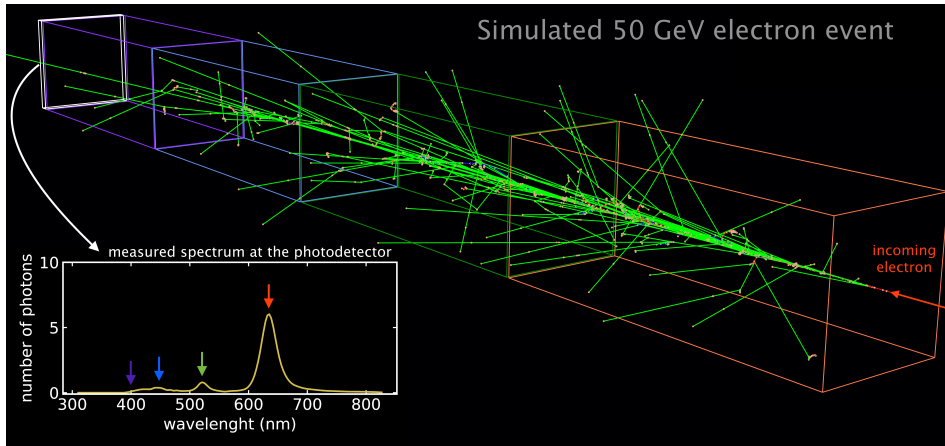 Simulated 50 GeV electron event
incoming
electron
measured spectrum at the photodetector
number of photons
10
5
0
300 400 500 600 700 800
wavelenght (nm)